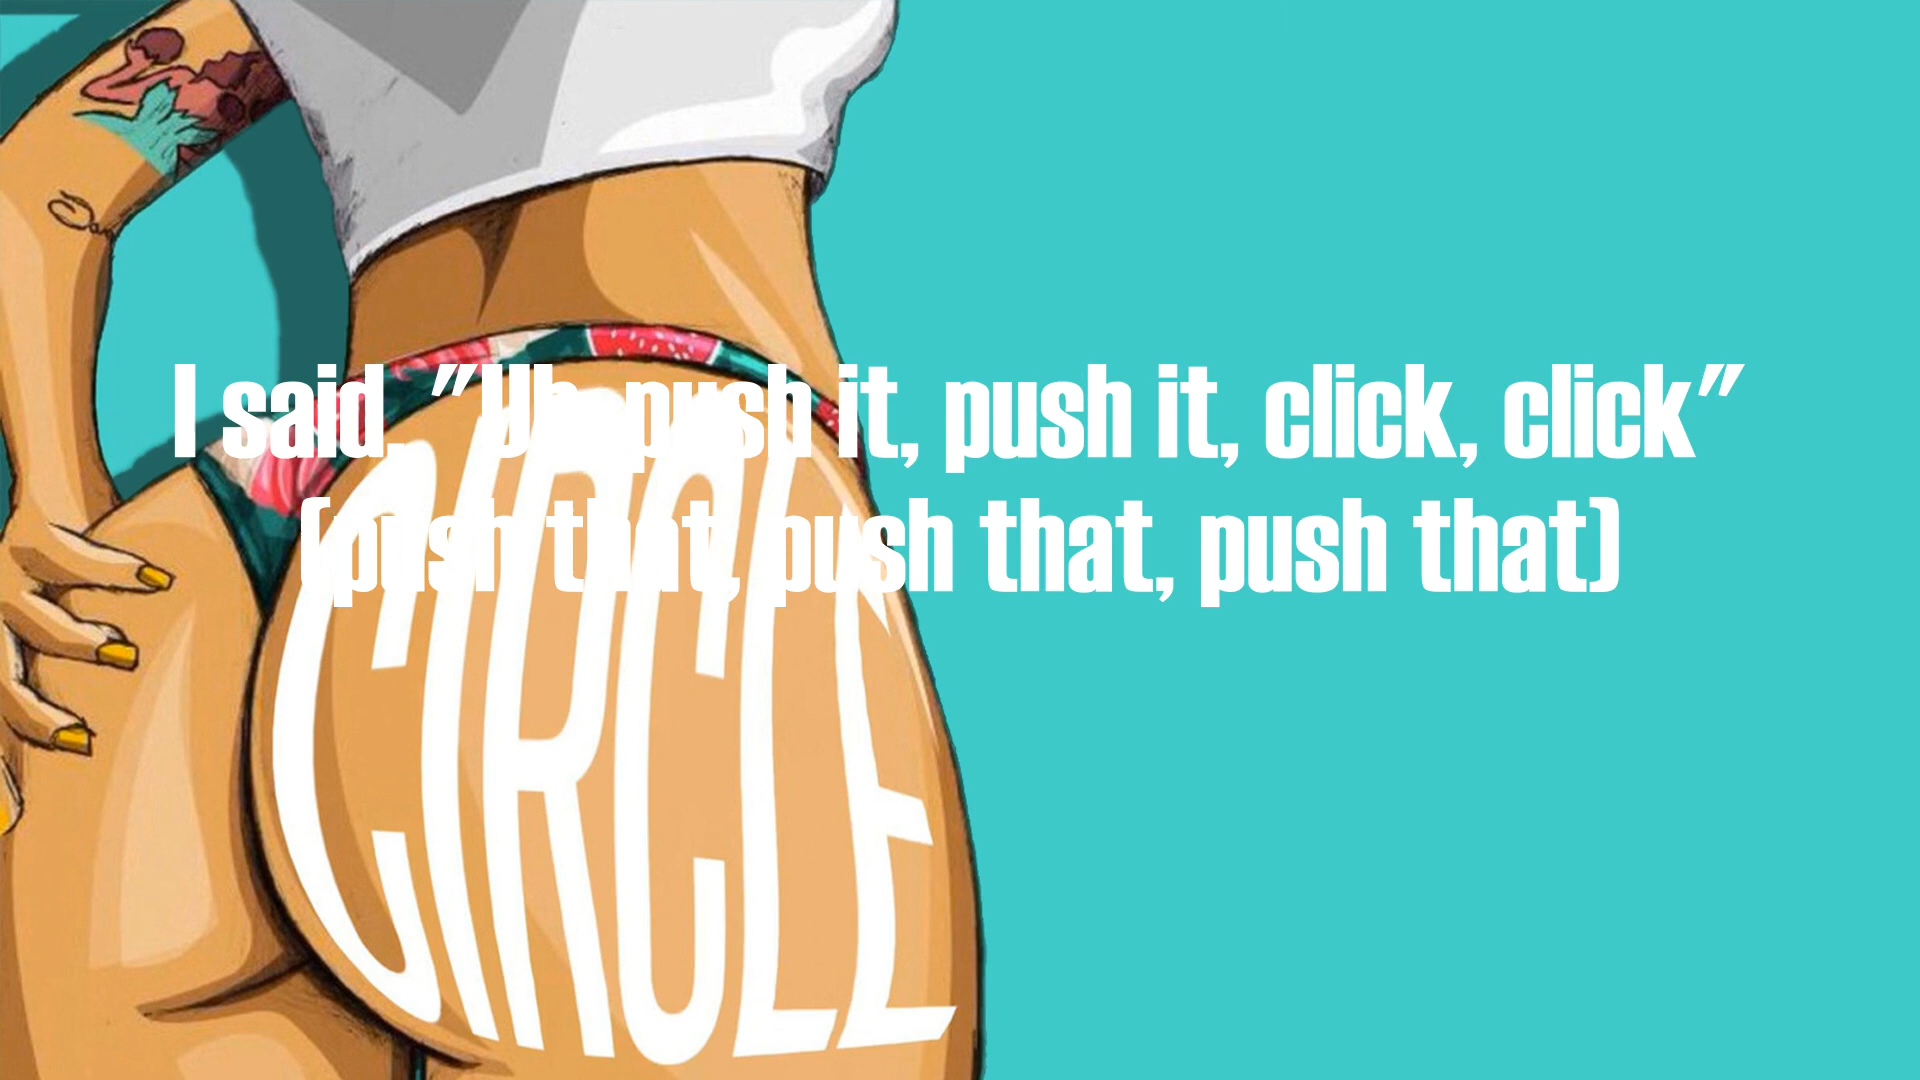 I said, "Uh, push it, push it, click, click"
(push that, push that, push that)
CIRCLE